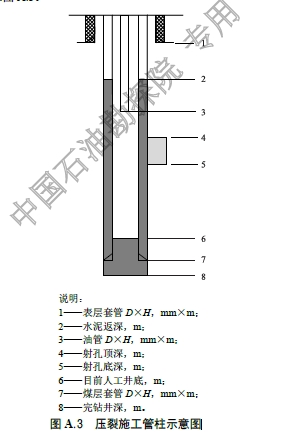 1
2
3
4
5
6
7
8
中国石油勘探院 专用
说明：
1——表层套管 D×H，mm×m；
2——水泥返深，m；
3——油管 D×H，mm×m；
4——射孔顶深，m；
5——射孔底深，m；
6——目前人工井底，m；
7——煤层套管 D×H，mm×m；
8——完钻井深，m。
图 A.3 压裂施工管柱示意图